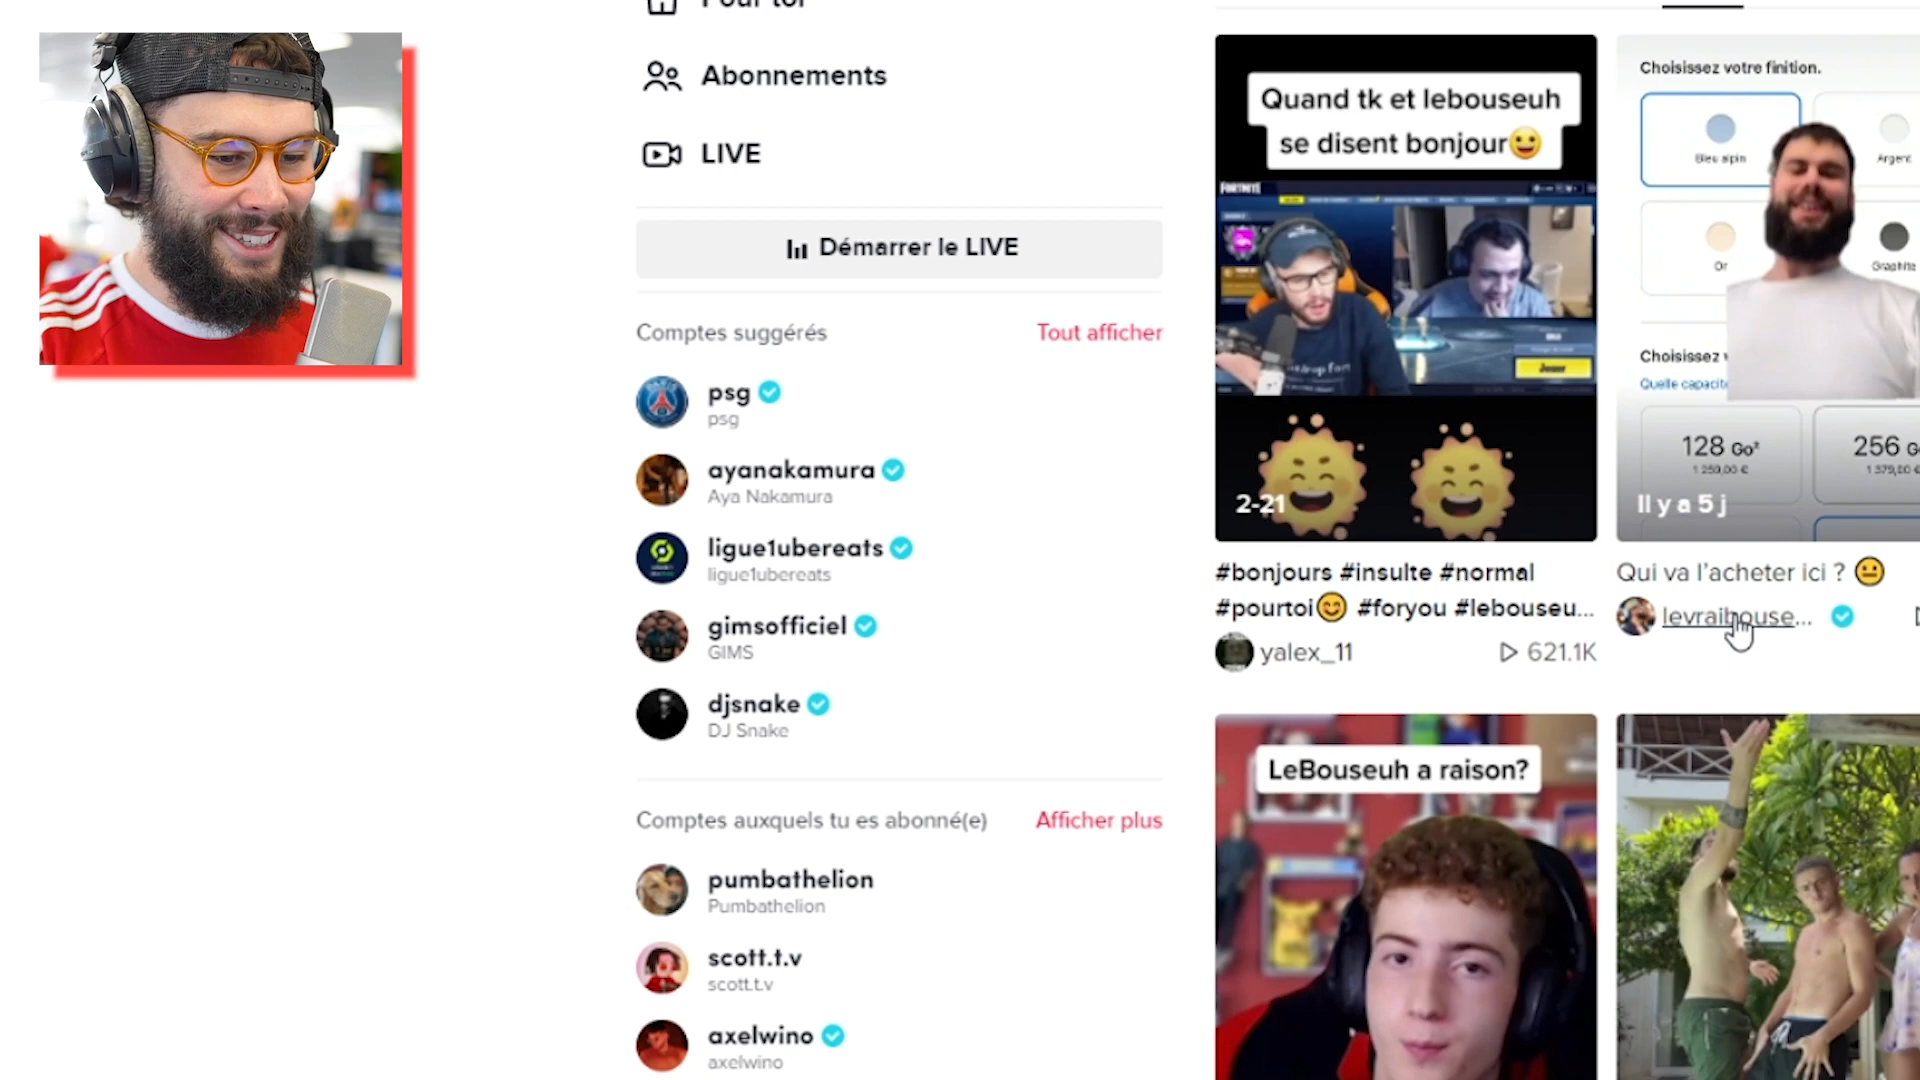 Pour toi
Abonnements
LIVE
Démarrer le LIVE
Comptes suggérés
Tout afficher
psg
psg
ayanakamura
Aya Nakamura
ligue1ubereats
ligue1ubereats
gimsofficiel
GIMS
djsnake
DJ Snake
Comptes auxquels tu es abonné(e)
Afficher plus
pumbathelion
Pumbathelion
scott.t.v
scott.t.v
axelwino
axelwino
Quand tk et lebouseuh
se disent bonjour😀
FORTNITE
Jouer
2-21
#bonjours #insulte #normal
#pourtoi😊 #foryou #lebouseu...
yalex_11
621.1K
Choisissez votre finition.
Bleu alpin
Argent
Or
Graphite
Choisissez
Quelle capacité
128 Go²
1 259,00 €
256 G
1 379,00 €
Il y a 5 j
Qui va l'acheter ici ? 😐
levraibouse...
LeBouseuh a raison?